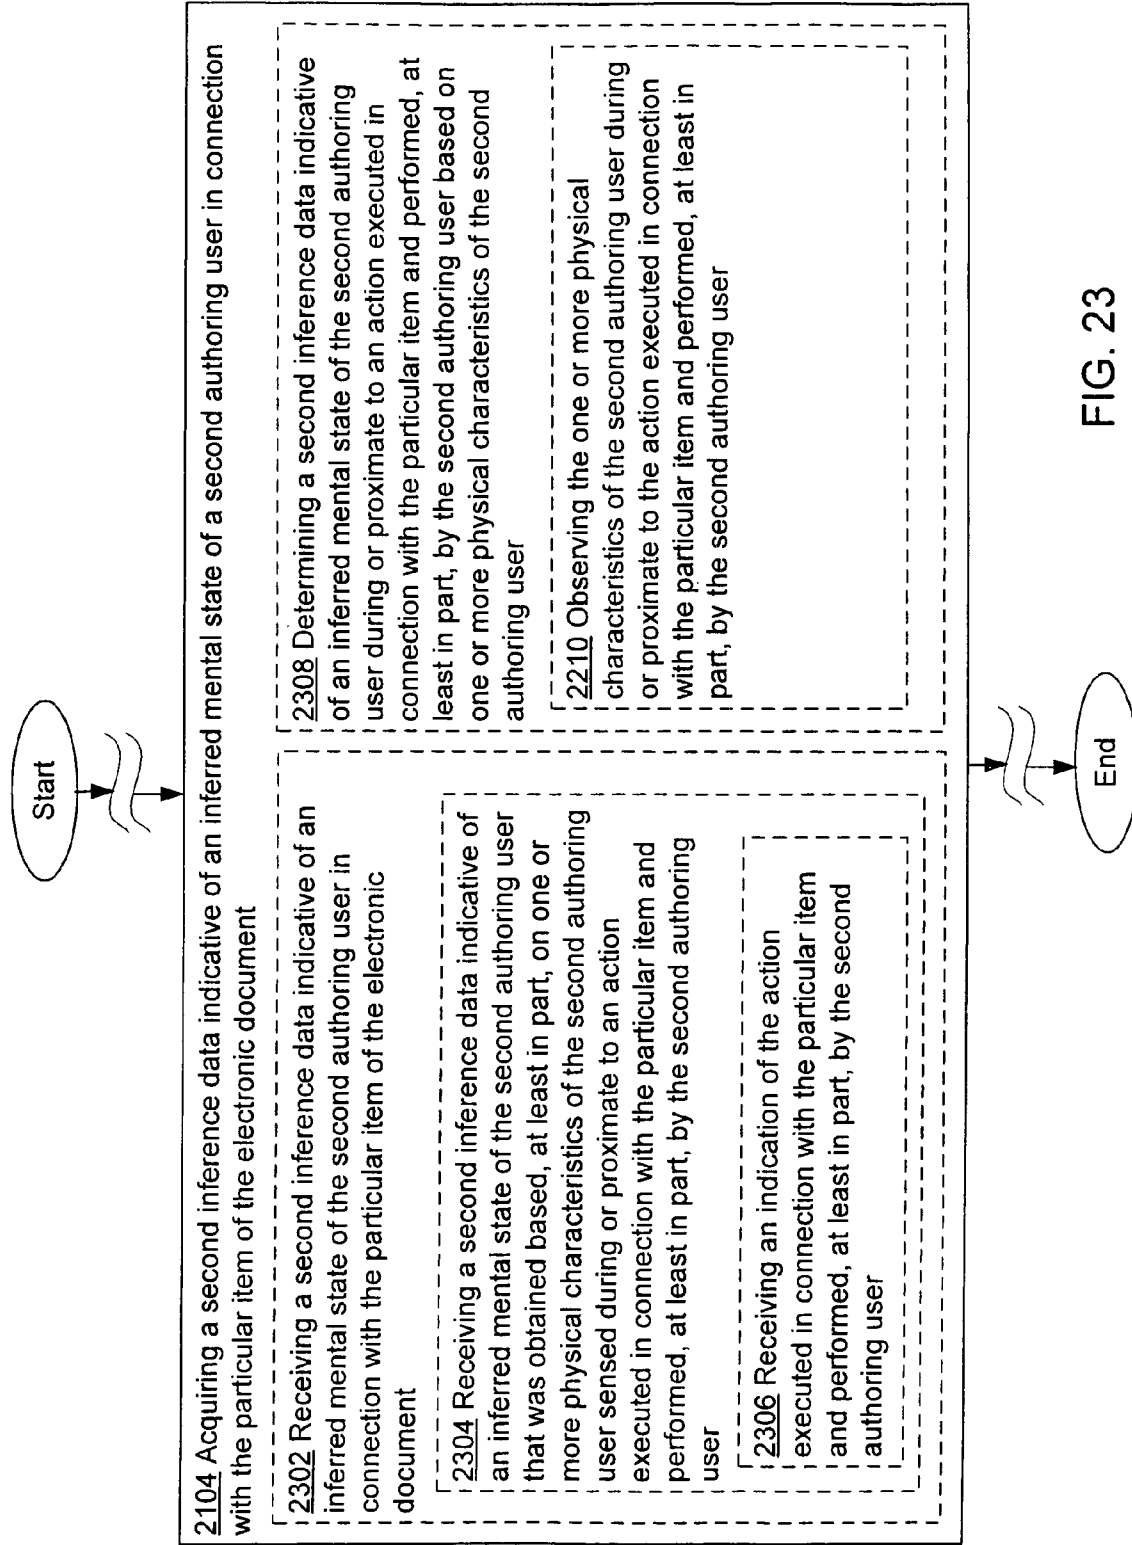 Start
2104 Acquiring a second inference data indicative of an inferred mental state of a second authoring user in connection
with the particular item of the electronic document
2302 Receiving a second inference data indicative of an
inferred mental state of the second authoring user in
connection with the particular item of the electronic
document
2304 Receiving a second inference data indicative of
an inferred mental state of the second authoring user
that was obtained based, at least in part, on one or
more physical characteristics of the second authoring
user sensed during or proximate to an action
executed in connection with the particular item and
performed, at least in part, by the second authoring
user
2306 Receiving an indication of the action
executed in connection with the particular item
and performed, at least in part, by the second
authoring user
2308 Determining a second inference data indicative
of an inferred mental state of the second authoring
user during or proximate to an action executed in
connection with the particular item and performed, at
least in part, by the second authoring user based on
one or more physical characteristics of the second
authoring user
2210 Observing the one or more physical
characteristics of the second authoring user during
or proximate to the action executed in connection
with the particular item and performed, at least in
part, by the second authoring user
End
FIG. 23